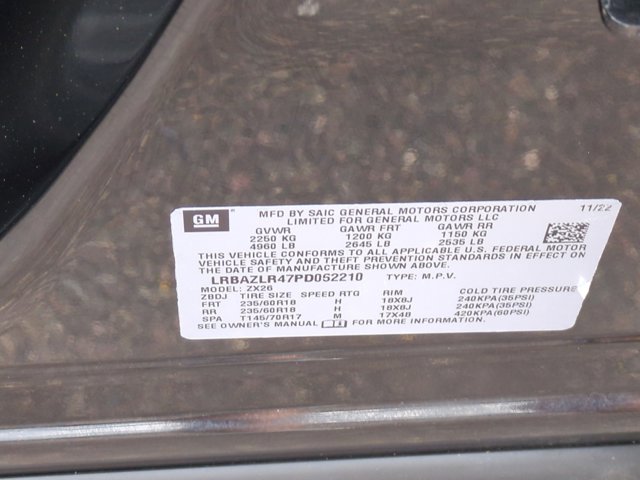 GM
MFD BY SAIC GENERAL MOTORS CORPORATION 11/22
LIMITED FOR GENERAL MOTORS LLC
GVWR GAWR FRT GAWR RR
2250 KG 1200 KG 1150 KG
4960 LB 2645 LB 2535 LB
THIS VEHICLE CONFORMS TO ALL APPLICABLE U.S. FEDERAL MOTOR
VEHICLE SAFETY AND THEFT PREVENTION STANDARDS IN EFFECT ON
THE DATE OF MANUFACTURE SHOWN ABOVE.
LRBAZLR47PD052210 TYPE: M.P.V.
MODEL: ZX26
ZBDJ TIRE SIZE SPEED RTG RIM COLD TIRE PRESSURE
FRT 235/60R18 H 18X8J 240KPA(35PSI)
RR 235/60R18 H 18X8J 240KPA(35PSI)
SPA T145/70R17 M 17X4B 420KPA(60PSI)
SEE OWNER'S MANUAL FOR MORE INFORMATION.